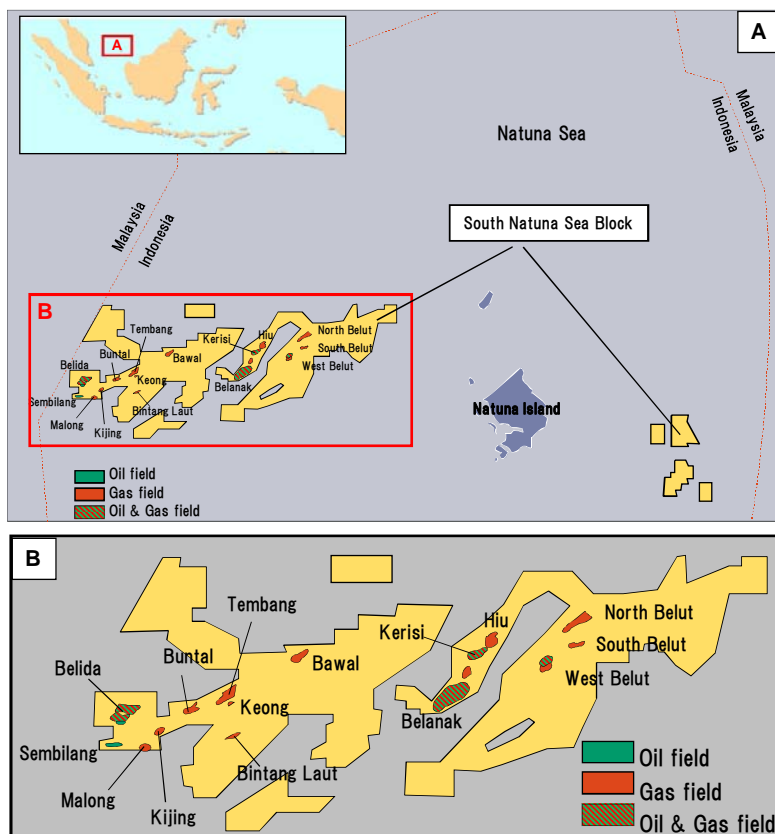 A
A
Natuna Sea
Malaysia
Indonesia
Malaysia
Indonesia
South Natuna Sea Block
B
Tembang
Kerisi
Hiu
North Belut
Buntal
Bawal
South Belut
Belida
Keong
West Belut
Belanak
Sembilang
Bintang Laut
Malong
Kijing
Natuna Island
Oil field
Gas field
Oil & Gas field
B
Tembang
Hiu
North Belut
Kerisi
South Belut
Buntal
Bawal
Belida
West Belut
Keong
Belanak
Sembilang
Bintang Laut
Malong
Kijing
Oil field
Gas field
Oil & Gas field